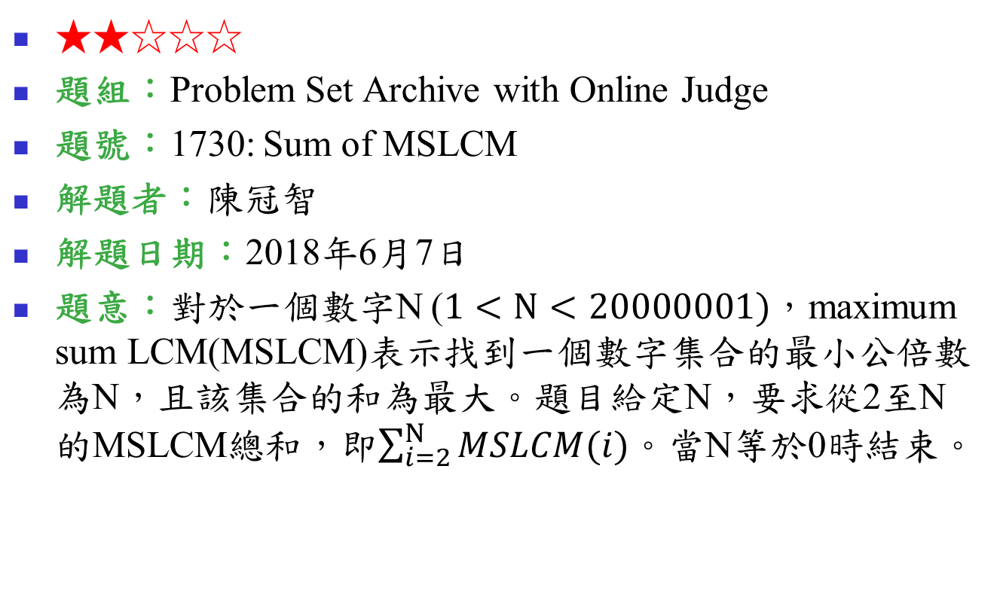 ■ ★★☆☆☆
■ 題組：Problem Set Archive with Online Judge
■ 題號：1730: Sum of MSLCM
■ 解題者：陳冠智
■ 解題日期：2018年6月7日
■ 題意：對於一個數字N (1 < N < 20000001)，maximum
sum LCM(MSLCM)表示找到一個數字集合的最小公倍數
為N，且該集合的和為最大。題目給定N，要求從2至N
的MSLCM總和，即∑_{i=2}^{N} MSLCM(i)。當N等於0時結束。